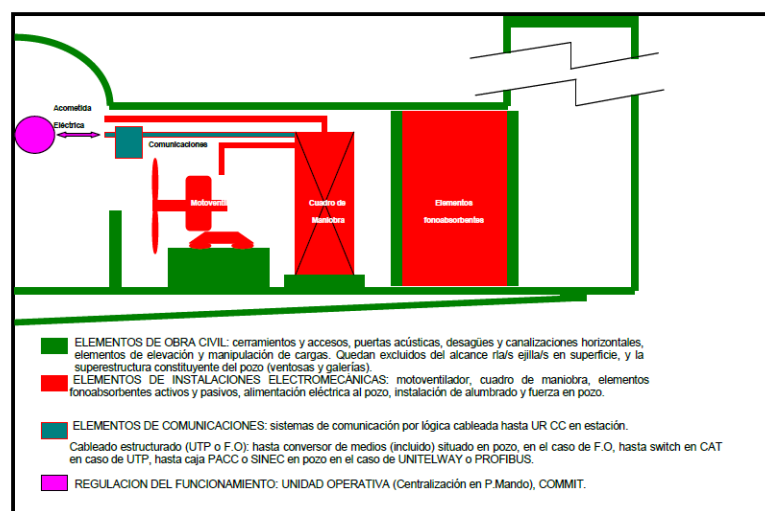 Acometida
Eléctrica
Comunicaciones
Motoventi
Cuadro de
Maniobra
Elementos
fonoabsorbentes
ELEMENTOS DE OBRA CIVIL: cerramientos y accesos, puertas acústicas, desagües y canalizaciones horizontales,
elementos de elevación y manipulación de cargas. Quedan excluidos del alcance rla/s ejilla/s en superficie, y la
superestructura constituyente del pozo (ventosas y galerías).
ELEMENTOS DE INSTALACIONES ELECTROMECÁNICAS: motoventilador, cuadro de maniobra, elementos
fonoabsorbentes activos y pasivos, alimentación eléctrica al pozo, instalación de alumbrado y fuerza en pozo.
ELEMENTOS DE COMUNICACIONES: sistemas de comunicación por lógica cableada hasta UR CC en estación.
Cableado estructurado (UTP o F.O): hasta conversor de medios (incluido) situado en pozo, en el caso de F.O, hasta switch en CAT
en caso de UTP, hasta caja PACC o SINEC en pozo en el caso de UNITELWAY o PROFIBUS.
REGULACION DEL FUNCIONAMIENTO: UNIDAD OPERATIVA (Centralización en P.Mando), COMMIT.